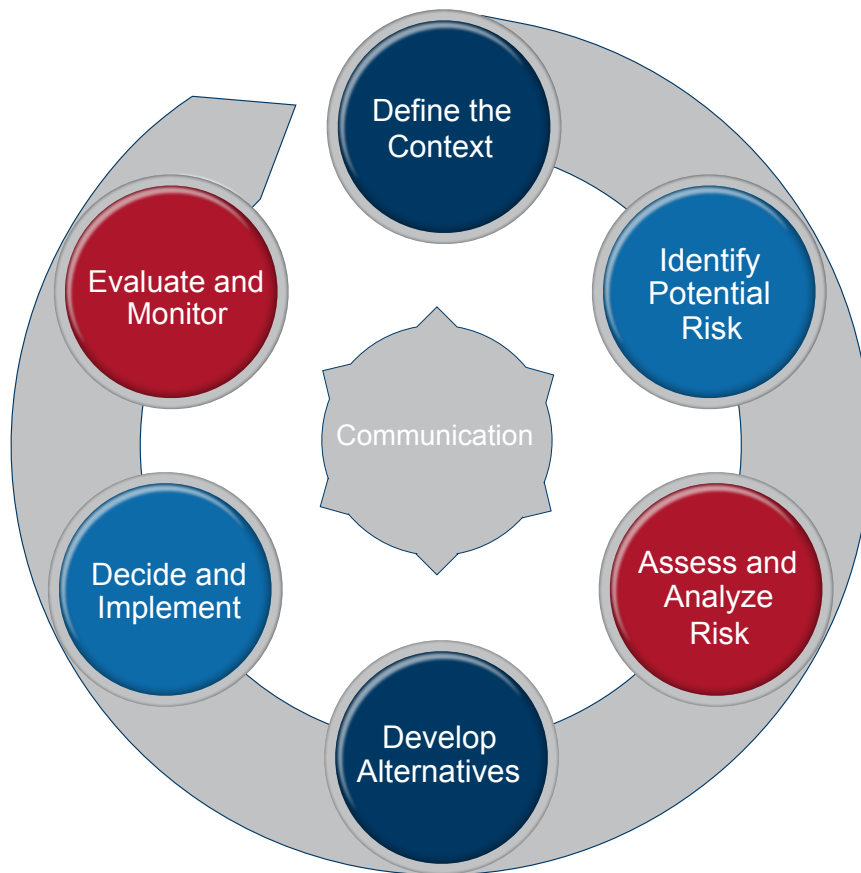 Define the
Context
Identify
Potential
Risk
Assess and
Analyze
Risk
Develop
Alternatives
Decide and
Implement
Evaluate and
Monitor
Communication